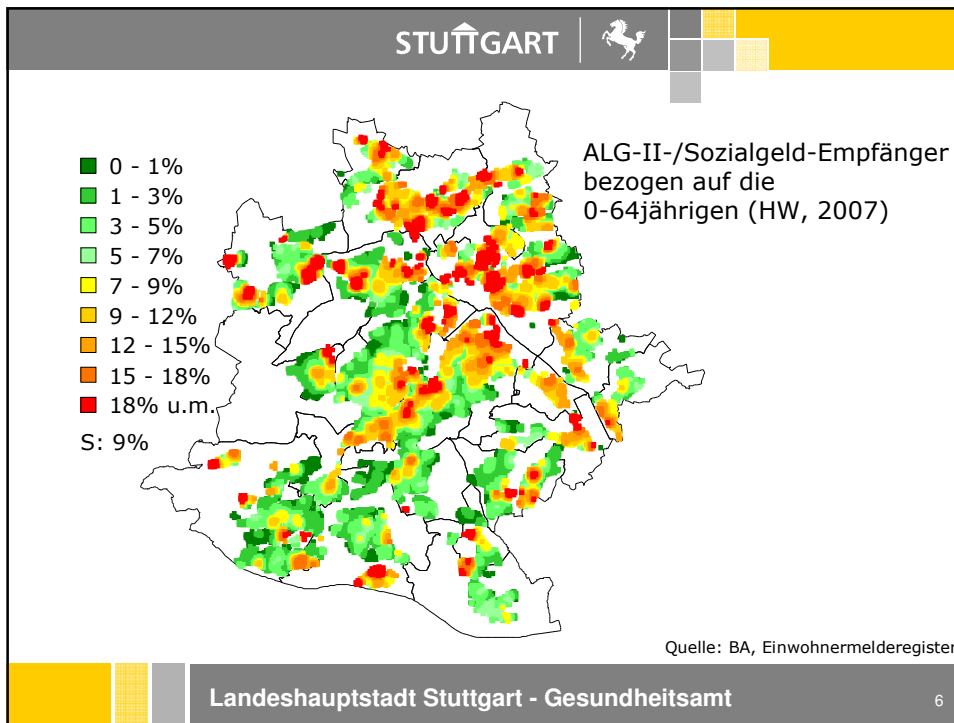 STUTTGART
0 - 1%
1 - 3%
3 - 5%
5 - 7%
7 - 9%
9 - 12%
12 - 15%
15 - 18%
18% u.m.
S: 9%
ALG-II-/Sozialgeld-Empfänger
bezogen auf die
0-64jährigen (HW, 2007)
Quelle: BA, Einwohnermelderegister
Landeshauptstadt Stuttgart - Gesundheitsamt
6